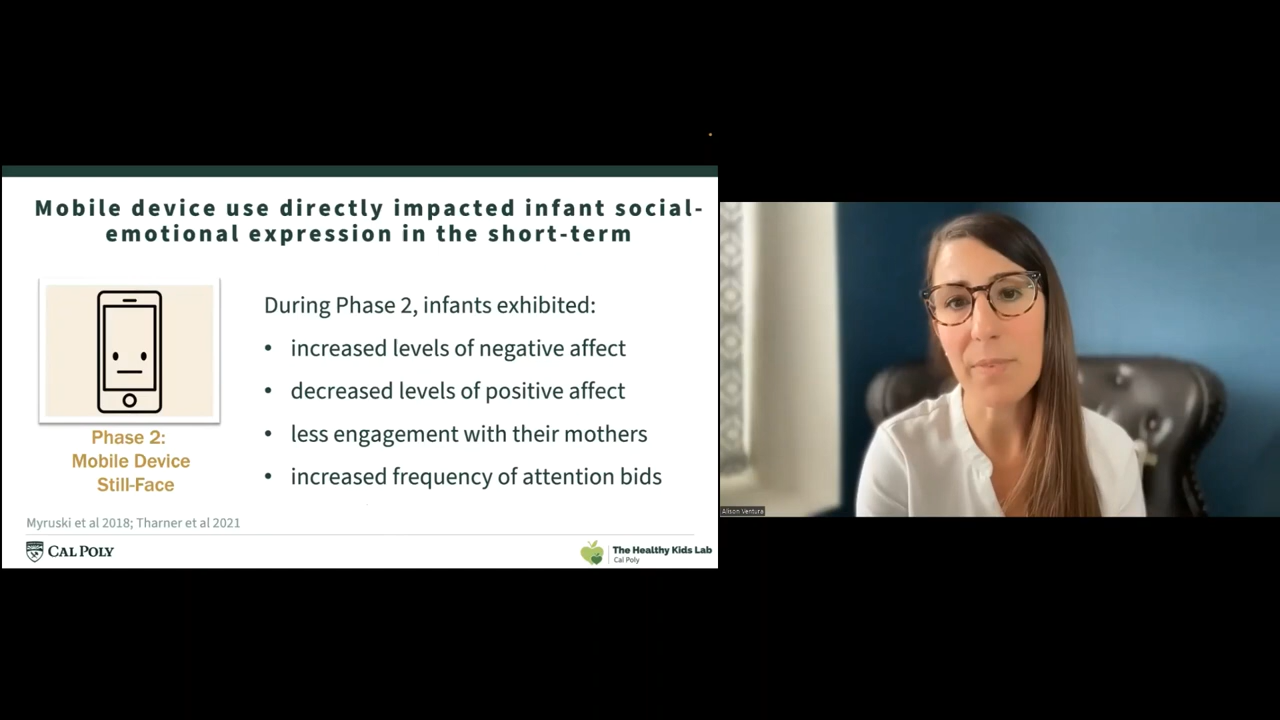 Mobile device use directly impacted infant social-
emotional expression in the short-term
During Phase 2, infants exhibited:
• increased levels of negative affect
• decreased levels of positive affect
• less engagement with their mothers
• increased frequency of attention bids
Phase 2:
Mobile Device
Still-Face
Myruski et al 2018; Tharner et al 2021
CAL POLY
The Healthy Kids Lab
Cal Poly
Alison Ventura